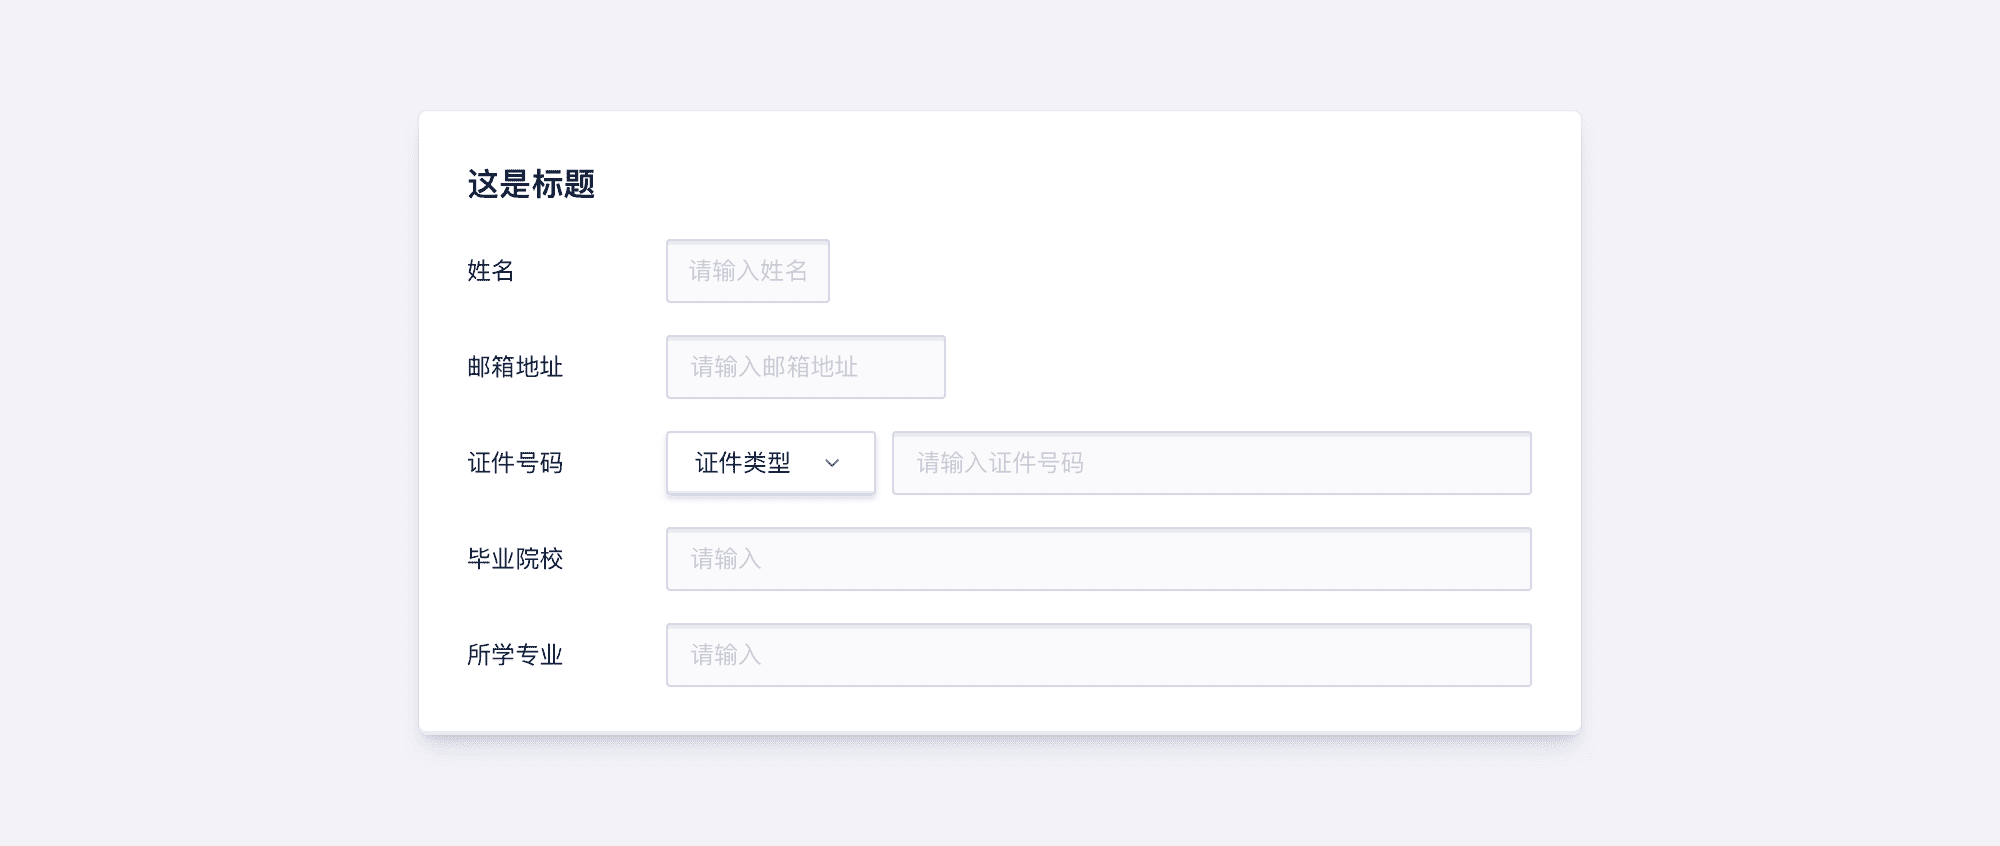 这是标题
姓名 请输入姓名
邮箱地址 请输入邮箱地址
证件号码 证件类型 请输入证件号码
毕业院校 请输入
所学专业 请输入